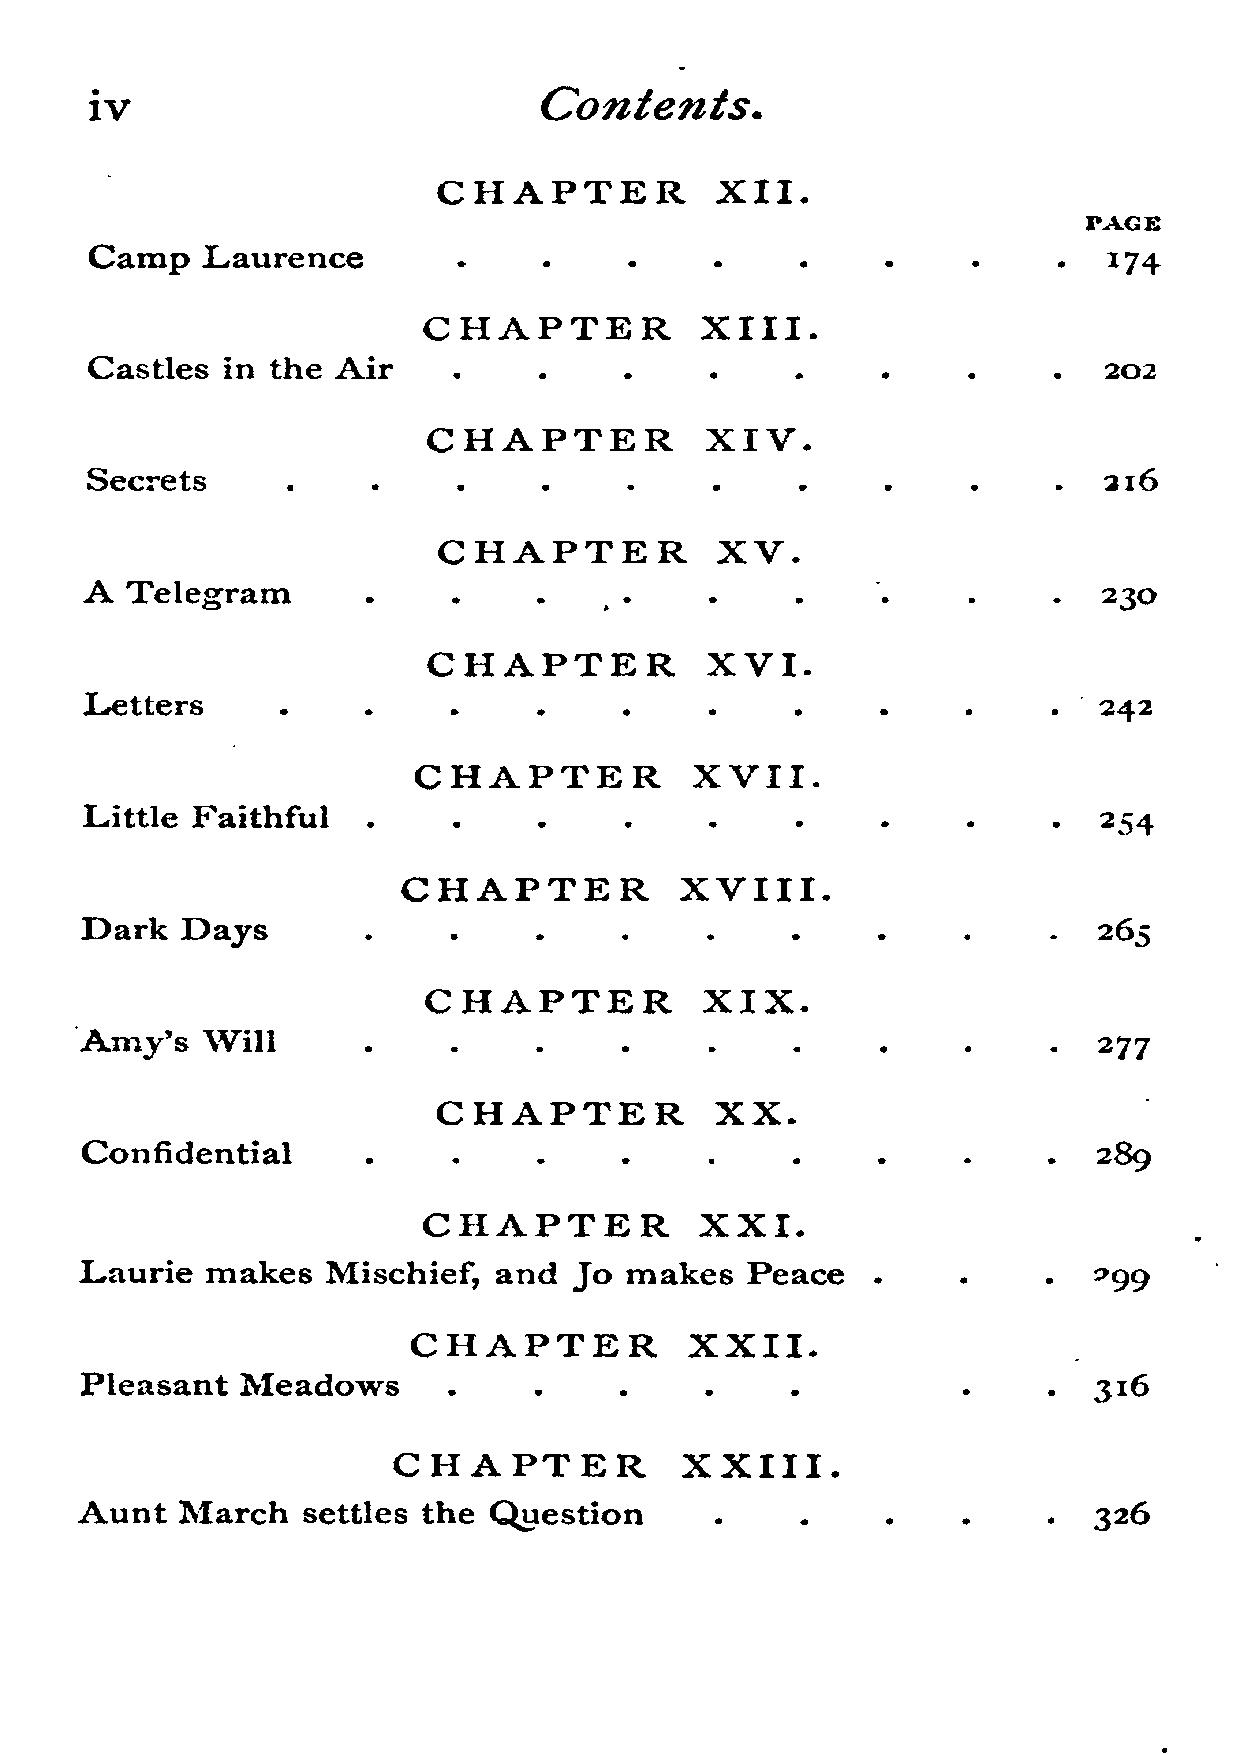 iv Contents.
CHAPTER XII.
PAGE
Camp Laurence . . . . . . . . 174
CHAPTER XIII.
Castles in the Air . . . . . . . . 202
CHAPTER XIV.
Secrets . . . . . . . . . . 216
CHAPTER XV.
A Telegram . . . . . . . . . 230
CHAPTER XVI.
Letters . . . . . . . . . . 242
CHAPTER XVII.
Little Faithful . . . . . . . . . 254
CHAPTER XVIII.
Dark Days . . . . . . . . . 265
CHAPTER XIX.
Amy's Will . . . . . . . . . 277
CHAPTER XX.
Confidential . . . . . . . . . 289
CHAPTER XXI.
Laurie makes Mischief, and Jo makes Peace . . . 299
CHAPTER XXII.
Pleasant Meadows . . . . . . . 316
CHAPTER XXIII.
Aunt March settles the Question . . . . . 326